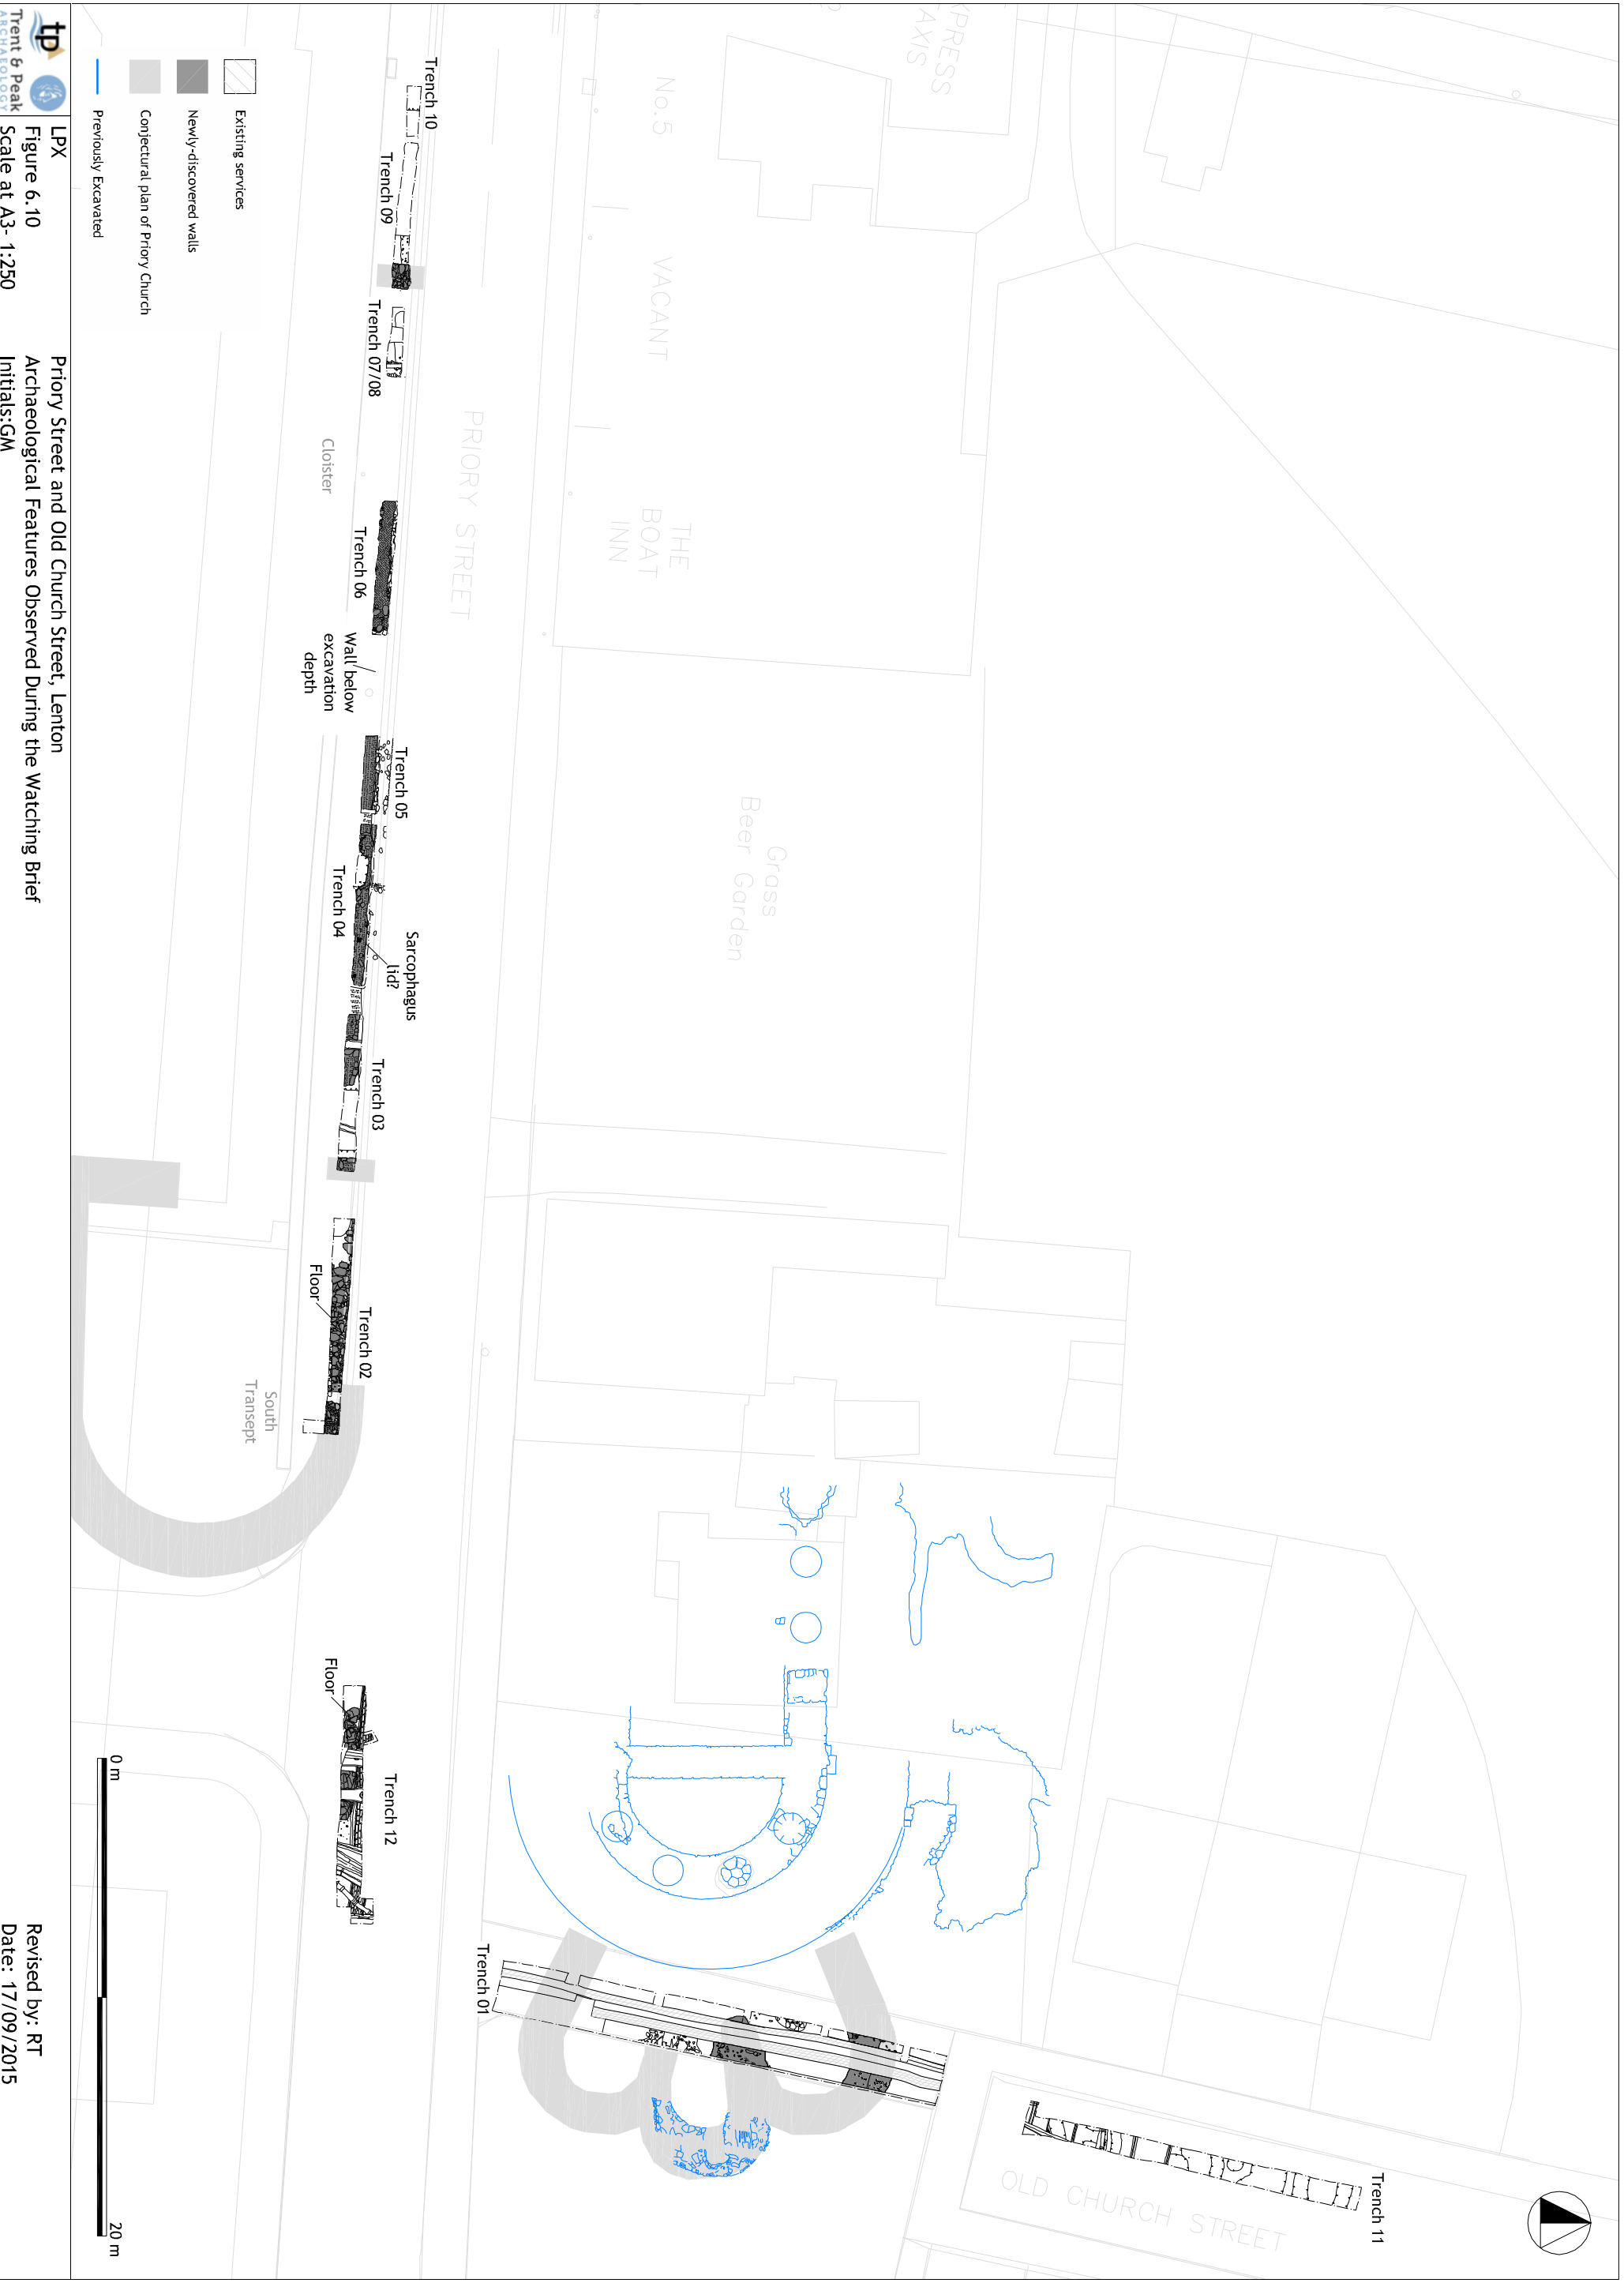 XPRESS
AXIS
No.5
VACANT
THE
BOAT
INN
PRIORY STREET
Grass
Beer Garden
OLD CHURCH STREET
Trench 10
Trench 09
Trench 07/08
Cloister
Trench 06
Wall below
excavation
depth
Trench 05
Trench 04
Sarcophagus
lid?
Trench 03
Trench 02
Floor
South
Transept
Trench 12
Floor
Trench 01
Trench 11
Existing services
Newly-discovered walls
Conjectural plan of Priory Church
Previously Excavated
0 m
20 m
tp
Trent & Peak
ARCHAEOLOGY
LPX
Figure 6.10
Scale at A3- 1:250
Priory Street and Old Church Street, Lenton
Archaeological Features Observed During the Watching Brief
Initials:GM
Revised by: RT
Date: 17/09/2015